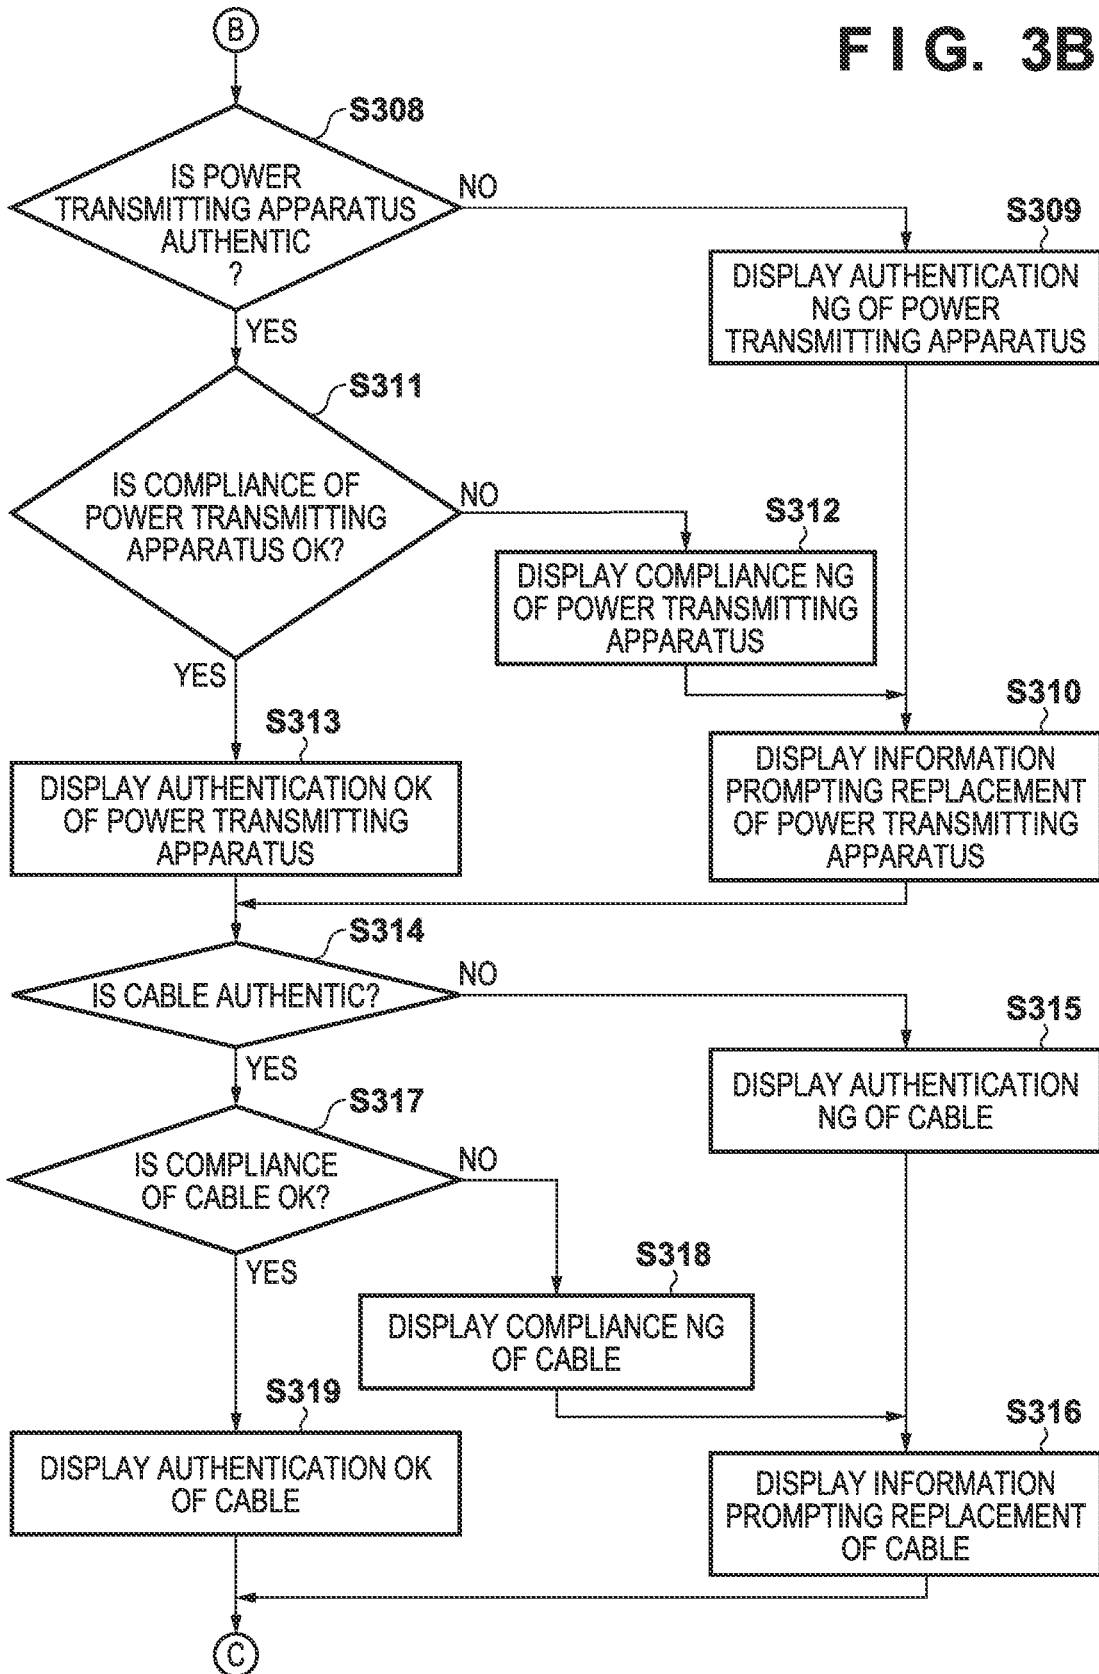 B
F I G. 3B
S308
IS POWER
TRANSMITTING APPARATUS
AUTHENTIC
?
NO
YES
S309
DISPLAY AUTHENTICATION
NG OF POWER
TRANSMITTING APPARATUS
S311
IS COMPLIANCE OF
POWER TRANSMITTING
APPARATUS OK?
NO
YES
S312
DISPLAY COMPLIANCE NG
OF POWER TRANSMITTING
APPARATUS
S313
DISPLAY AUTHENTICATION OK
OF POWER TRANSMITTING
APPARATUS
S310
DISPLAY INFORMATION
PROMPTING REPLACEMENT
OF POWER TRANSMITTING
APPARATUS
S314
IS CABLE AUTHENTIC?
NO
YES
S315
DISPLAY AUTHENTICATION
NG OF CABLE
S317
IS COMPLIANCE
OF CABLE OK?
NO
YES
S318
DISPLAY COMPLIANCE NG
OF CABLE
S319
DISPLAY AUTHENTICATION OK
OF CABLE
S316
DISPLAY INFORMATION
PROMPTING REPLACEMENT
OF CABLE
C